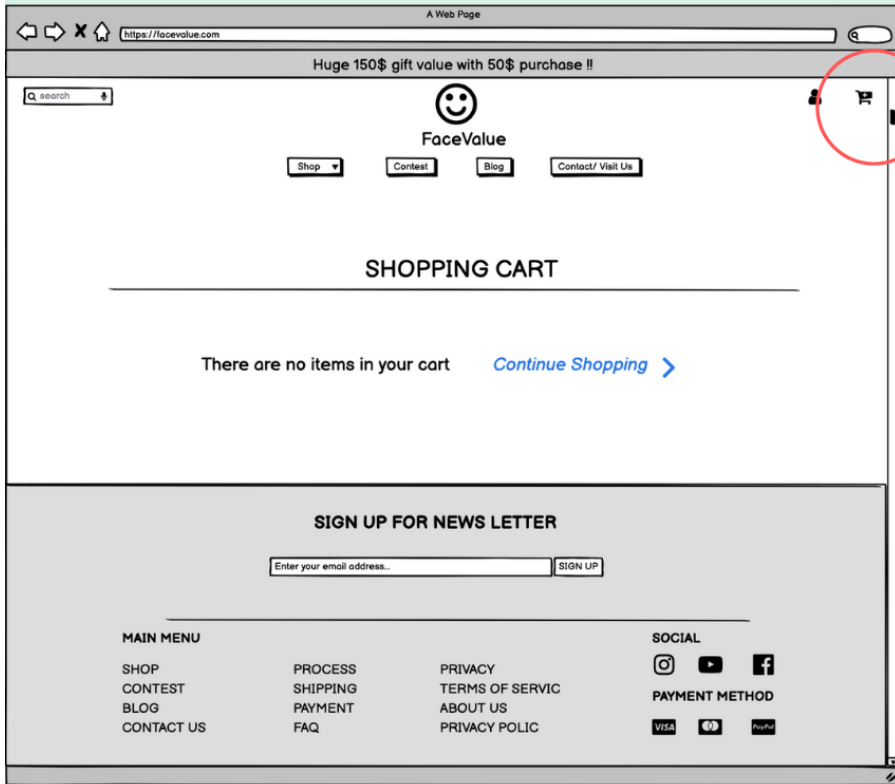 A Web Page
https://facevalue.com
Huge 150$ gift value with 50$ purchase !!
search
FaceValue
Shop
Contest
Blog
Contact/ Visit Us
SHOPPING CART
There are no items in your cart
Continue Shopping
SIGN UP FOR NEWS LETTER
Enter your email address...
SIGN UP
MAIN MENU
SHOP
CONTEST
BLOG
CONTACT US
PROCESS
SHIPPING
PAYMENT
FAQ
PRIVACY
TERMS OF SERVIC
ABOUT US
PRIVACY POLIC
SOCIAL
PAYMENT METHOD
VISA
PayPal